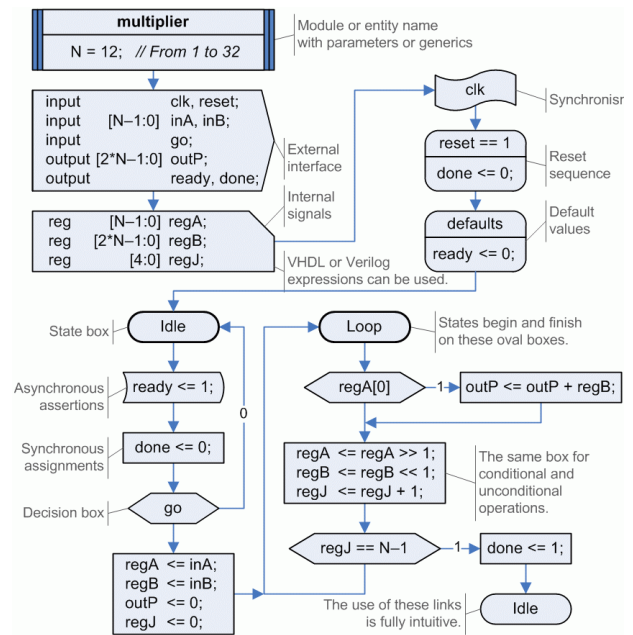 multiplier
N = 12; // From 1 to 32
Module or entity name
with parameters or generics
input clk, reset;
input [N–1:0] inA, inB;
input go;
output [2*N–1:0] outP;
output ready, done;
External
interface
reg [N–1:0] regA;
reg [2*N–1:0] regB;
reg [4:0] regJ;
Internal
signals
VHDL or Verilog
expressions can be used.
clk
reset == 1
done <= 0;
Reset
sequence
defaults
ready <= 0;
Default
values
State box
Idle
Asynchronous
assertions
ready <= 1;
Synchronous
assignments
done <= 0;
Decision box
go
0
regA <= inA;
regB <= inB;
outP <= 0;
regJ <= 0;
Loop
States begin and finish
on these oval boxes.
regA[0]
1
outP <= outP + regB;
regA <= regA >> 1;
regB <= regB << 1;
regJ <= regJ + 1;
The same box for
conditional and
unconditional
operations.
regJ == N–1
1
done <= 1;
The use of these links
is fully intuitive.
Idle